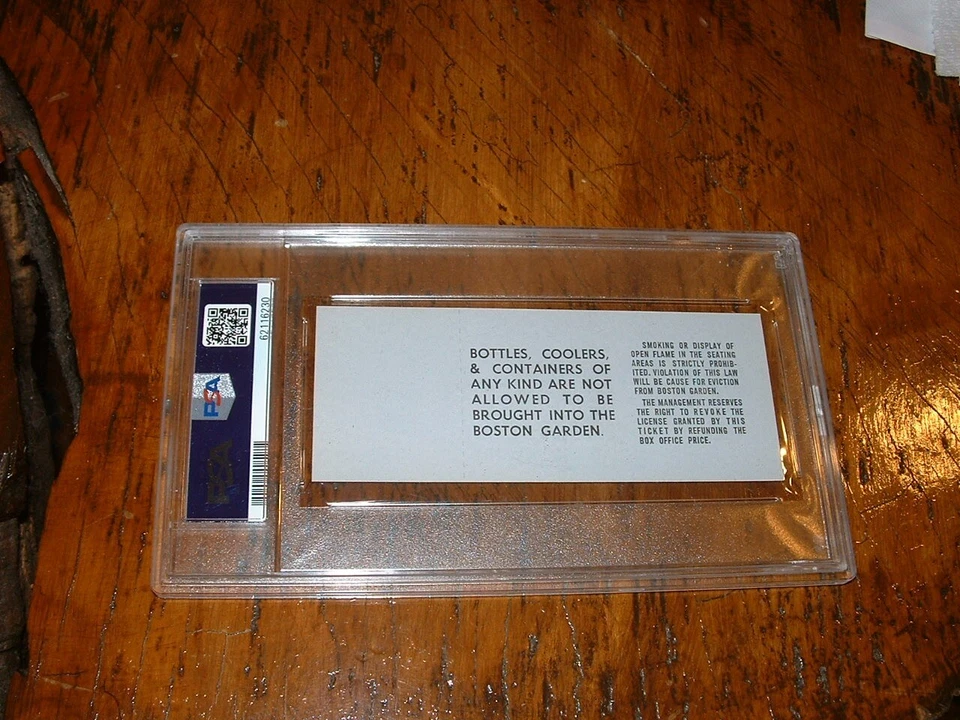 62116230
PSA
PSA
BOTTLES, COOLERS,
& CONTAINERS OF
ANY KIND ARE NOT
ALLOWED TO BE
BROUGHT INTO THE
BOSTON GARDEN.
SMOKING OR DISPLAY OF
OPEN FLAME IN THE SEATING
AREAS IS STRICTLY PROHIB-
ITED. VIOLATION OF THIS LAW
WILL BE CAUSE FOR EVICTION
FROM BOSTON GARDEN.
THE MANAGEMENT RESERVES
THE RIGHT TO REVOKE THE
LICENSE GRANTED BY THIS
TICKET BY REFUNDING THE
BOX OFFICE PRICE.